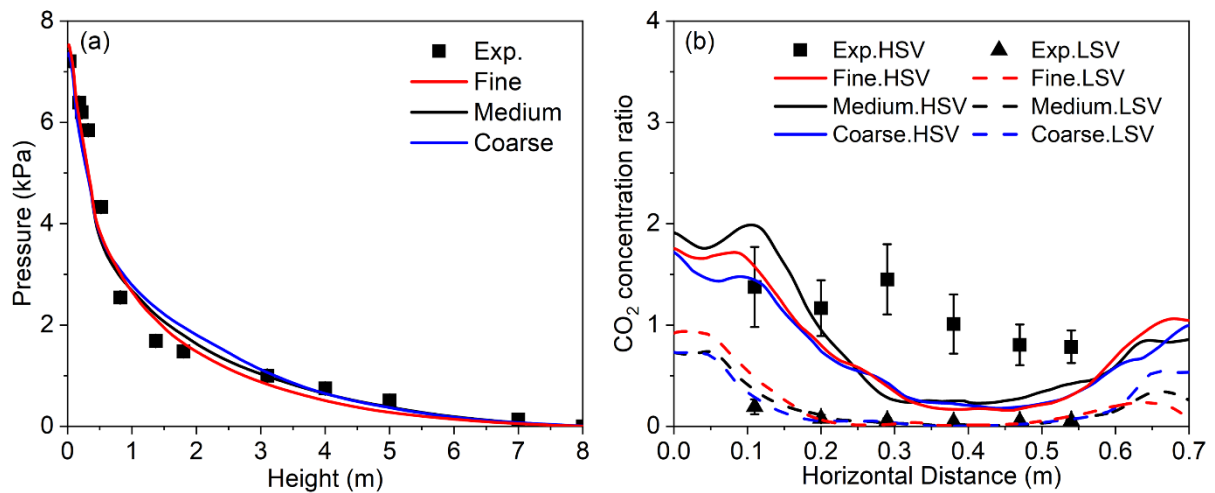 (a)
Exp.
Fine
Medium
Coarse
8
6
4
2
0
Pressure (kPa)
0 1 2 3 4 5 6 7 8
Height (m)
(b)
Exp.HSV Exp.LSV
Fine.HSV Fine.LSV
Medium.HSV Medium.LSV
Coarse.HSV Coarse.LSV
4
3
2
1
0
CO₂ concentration ratio
0.0 0.1 0.2 0.3 0.4 0.5 0.6 0.7
Horizontal Distance (m)